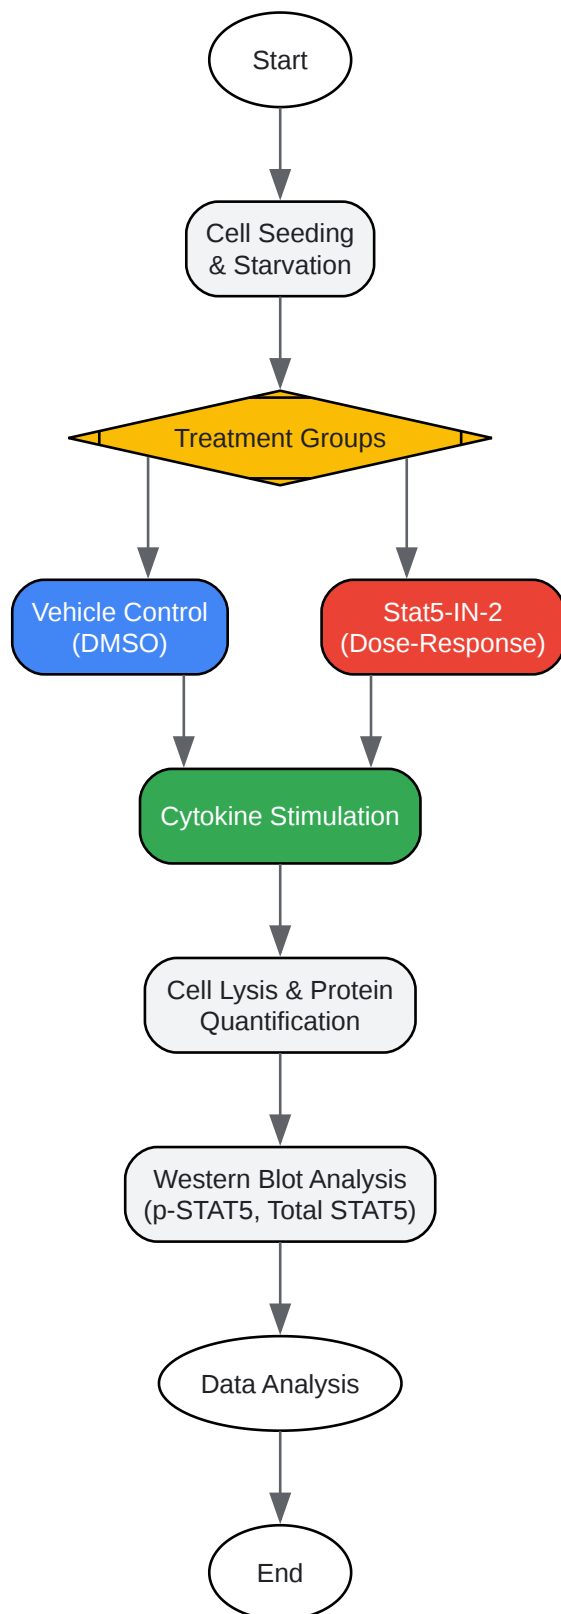 Start
Cell Seeding
& Starvation
Treatment Groups
Vehicle Control
(DMSO)
Stat5-IN-2
(Dose-Response)
Cytokine Stimulation
Cell Lysis & Protein
Quantification
Western Blot Analysis
(p-STAT5, Total STAT5)
Data Analysis
End